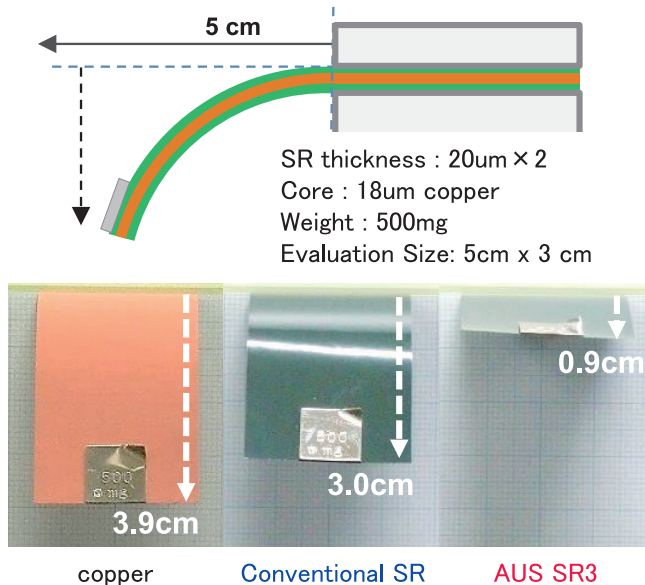 5 cm
SR thickness : 20um×2
Core : 18um copper
Weight : 500mg
Evaluation Size: 5cm x 3 cm
500
mg
3.9cm
500
mg
3.0cm
0.9cm
copper
Conventional SR
AUS SR3